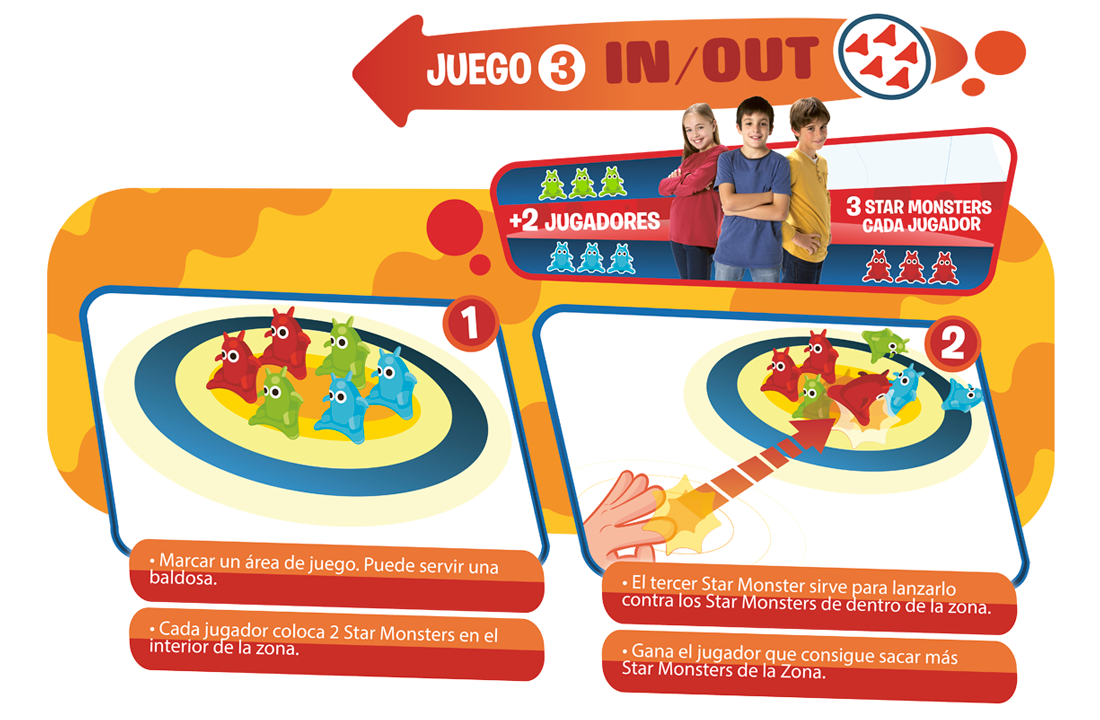 JUEGO 3 IN/OUT
+2 JUGADORES
3 STAR MONSTERS
CADA JUGADOR
1
• Marcar un área de juego. Puede servir una
baldosa.
• Cada jugador coloca 2 Star Monsters en el
interior de la zona.
2
• El tercer Star Monster sirve para lanzarlo
contra los Star Monsters de dentro de la zona.
• Gana el jugador que consigue sacar más
Star Monsters de la Zona.